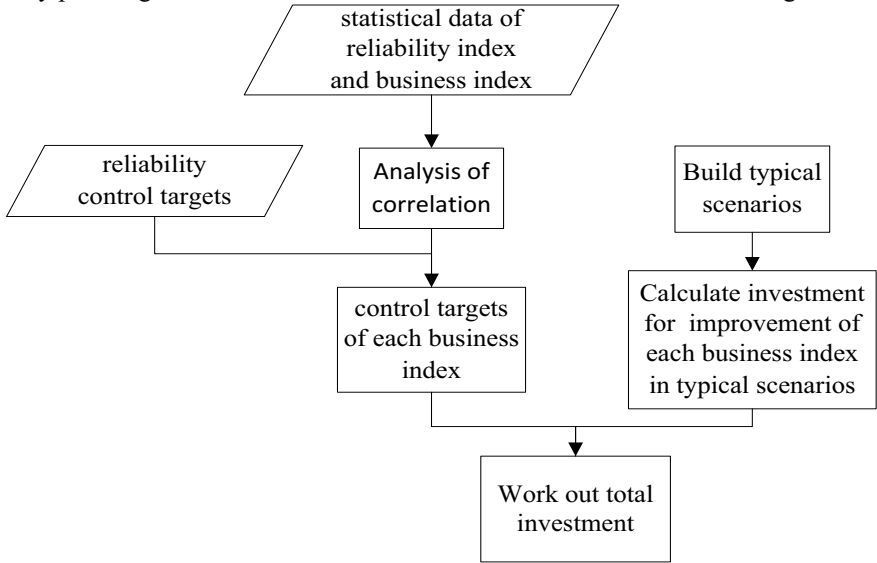 statistical data of
reliability index
and business index
reliability
control targets
Analysis of
correlation
Build typical
scenarios
control targets
of each business
index
Calculate investment
for improvement of
each business index
in typical scenarios
Work out total
investment